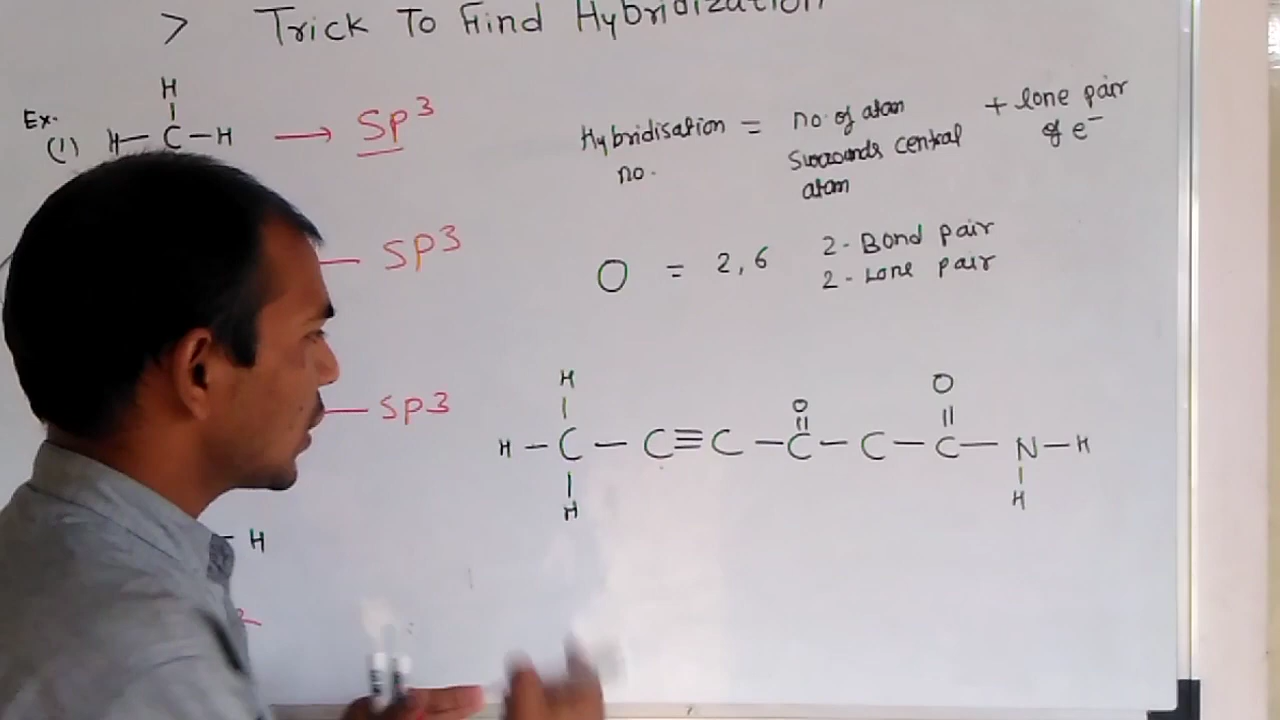 > Trick To Find Hybridization
Ex.
(1)
H
H — C — H → Sp³
— SP3
— SP3
— H
Hybridisation no. = no. of atom surrounds central atom + lone pair of e⁻
O = 2, 6
2 - Bond pair
2 - Lone pair
H O O
H — C — C ≡ C — C — C — C — N — H
H H